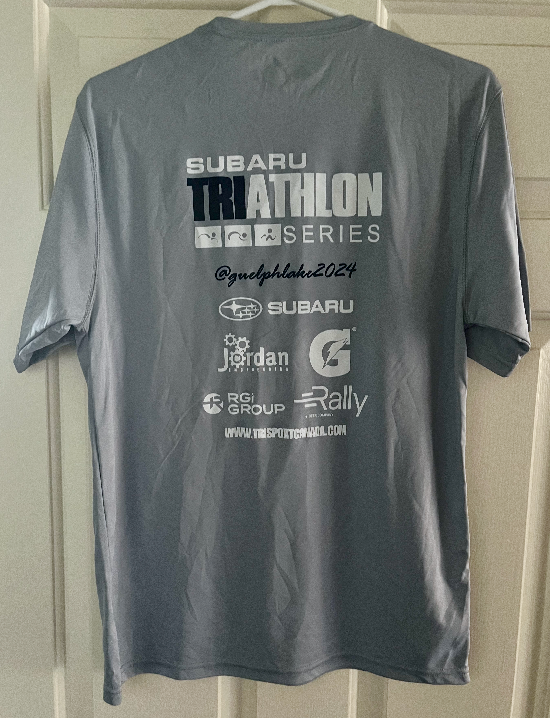 SUBARU
TRIATHLON
SERIES
@guelphlake2024
SUBARU
Jordan
G
RGi
GROUP
Rally
WWW.TRISPORTCANADA.COM